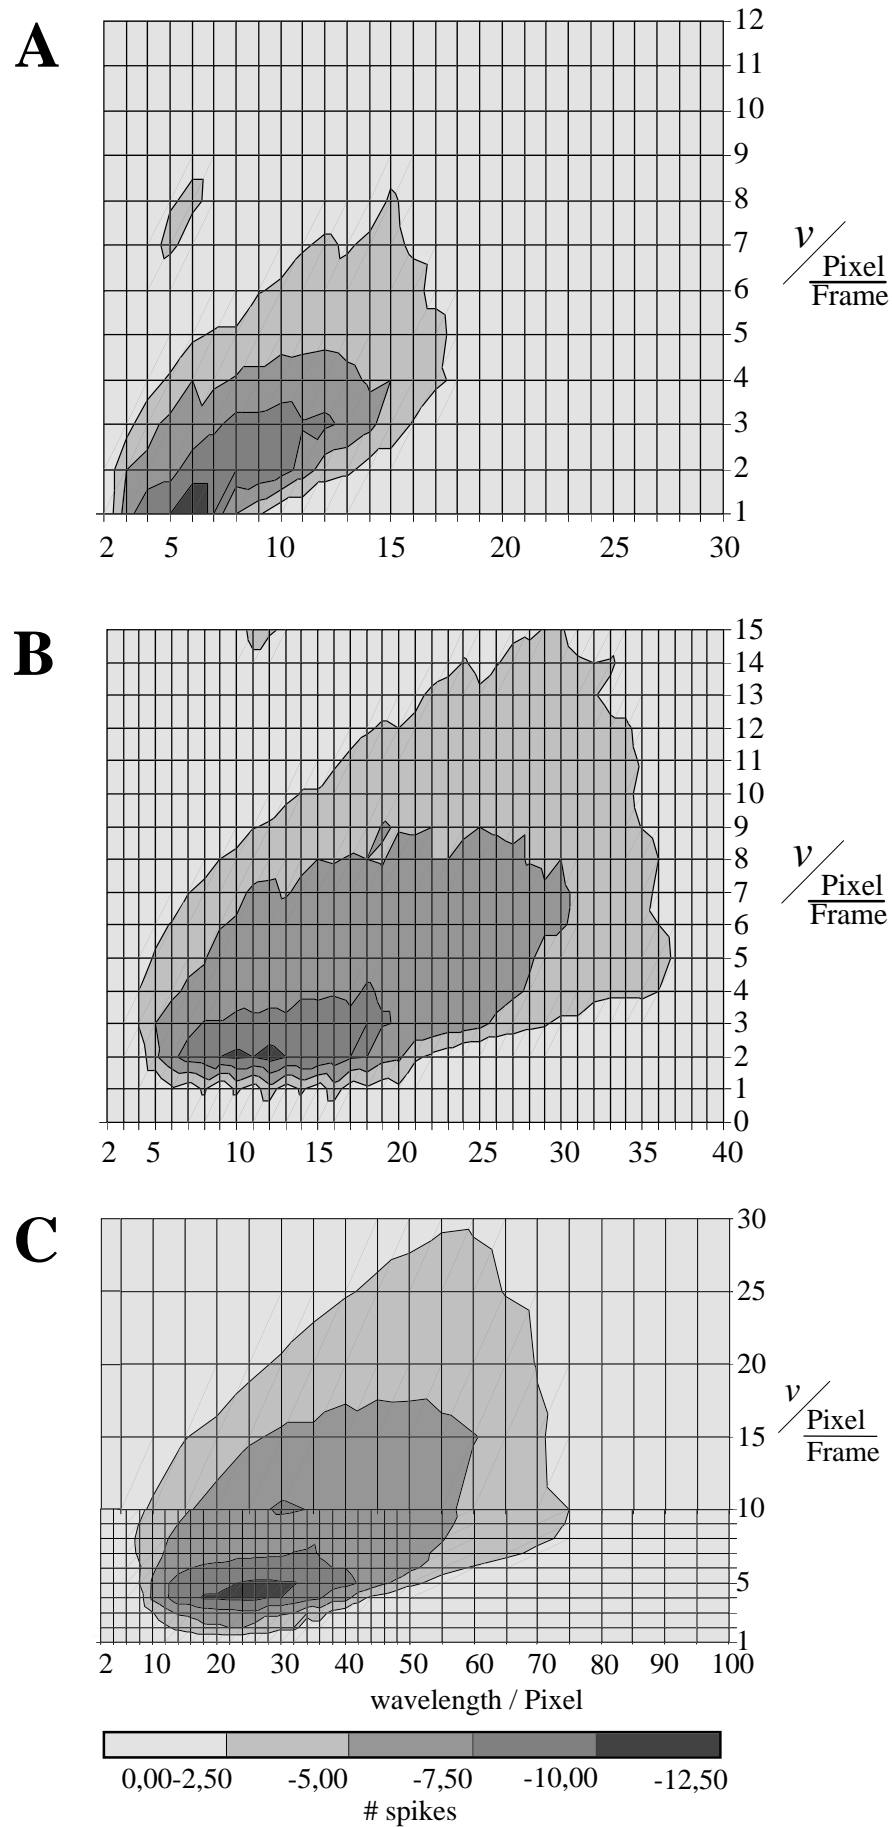 A
12
11
10
9
8
7
6
5
4
3
2
1
v/
Pixel
Frame
2 5 10 15 20 25 30
B
15
14
13
12
11
10
9
8
7
6
5
4
3
2
1
0
v/
Pixel
Frame
2 5 10 15 20 25 30 35 40
C
30
25
20
15
10
5
1
v/
Pixel
Frame
2 10 20 30 40 50 60 70 80 90 100
wavelength / Pixel
0,00-2,50 -5,00 -7,50 -10,00 -12,50
# spikes